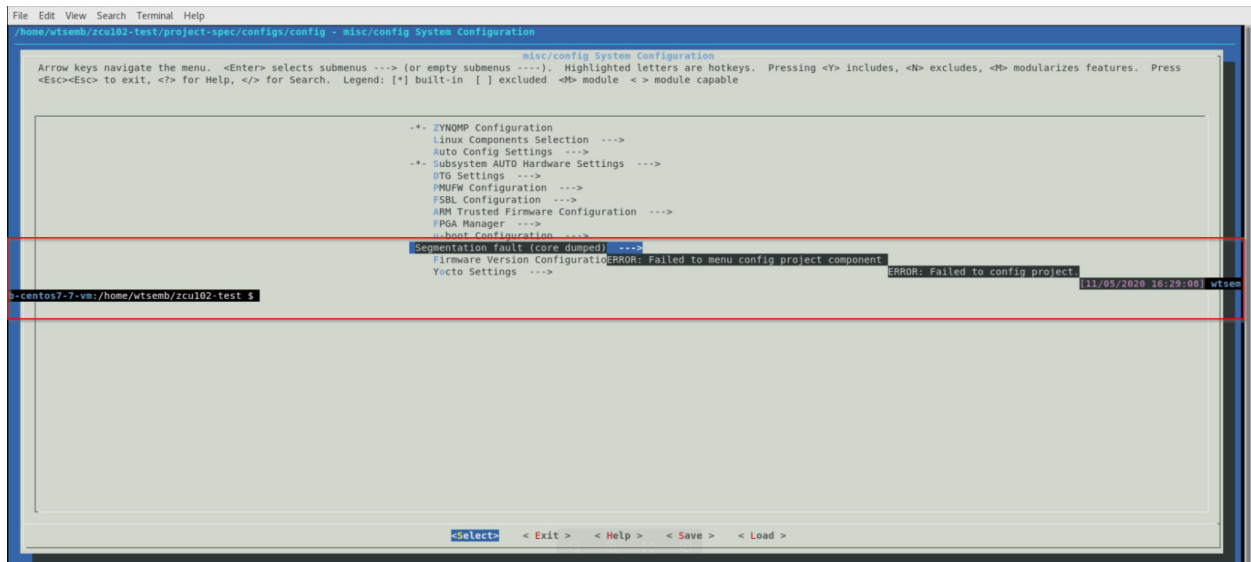 File Edit View Search Terminal Help
/home/wtsemb/zcu102-test/project-spec/configs/config - misc/config System Configuration
misc/config System Configuration
Arrow keys navigate the menu. <Enter> selects submenus ---> (or empty submenus ----). Highlighted letters are hotkeys. Pressing <Y> includes, <N> excludes, <M> modularizes features. Press
<Esc><Esc> to exit, <?> for Help, </> for Search. Legend: [*] built-in [ ] excluded <M> module < > module capable
-*- ZYNQMP Configuration
Linux Components Selection --->
Auto Config Settings --->
-*- Subsystem AUTO Hardware Settings --->
DTG Settings --->
PMUFW Configuration --->
FSBL Configuration --->
ARM Trusted Firmware Configuration --->
FPGA Manager --->
u-boot Configuration --->
Segmentation fault (core dumped) --->
Firmware Version ConfiguratioERROR: Failed to menu config project component
Yocto Settings ---> ERROR: Failed to config project.
[11/05/2020 16:29:08] wtsem
b-centos7-7-vm:/home/wtsemb/zcu102-test $
<Select> < Exit > < Help > < Save > < Load >